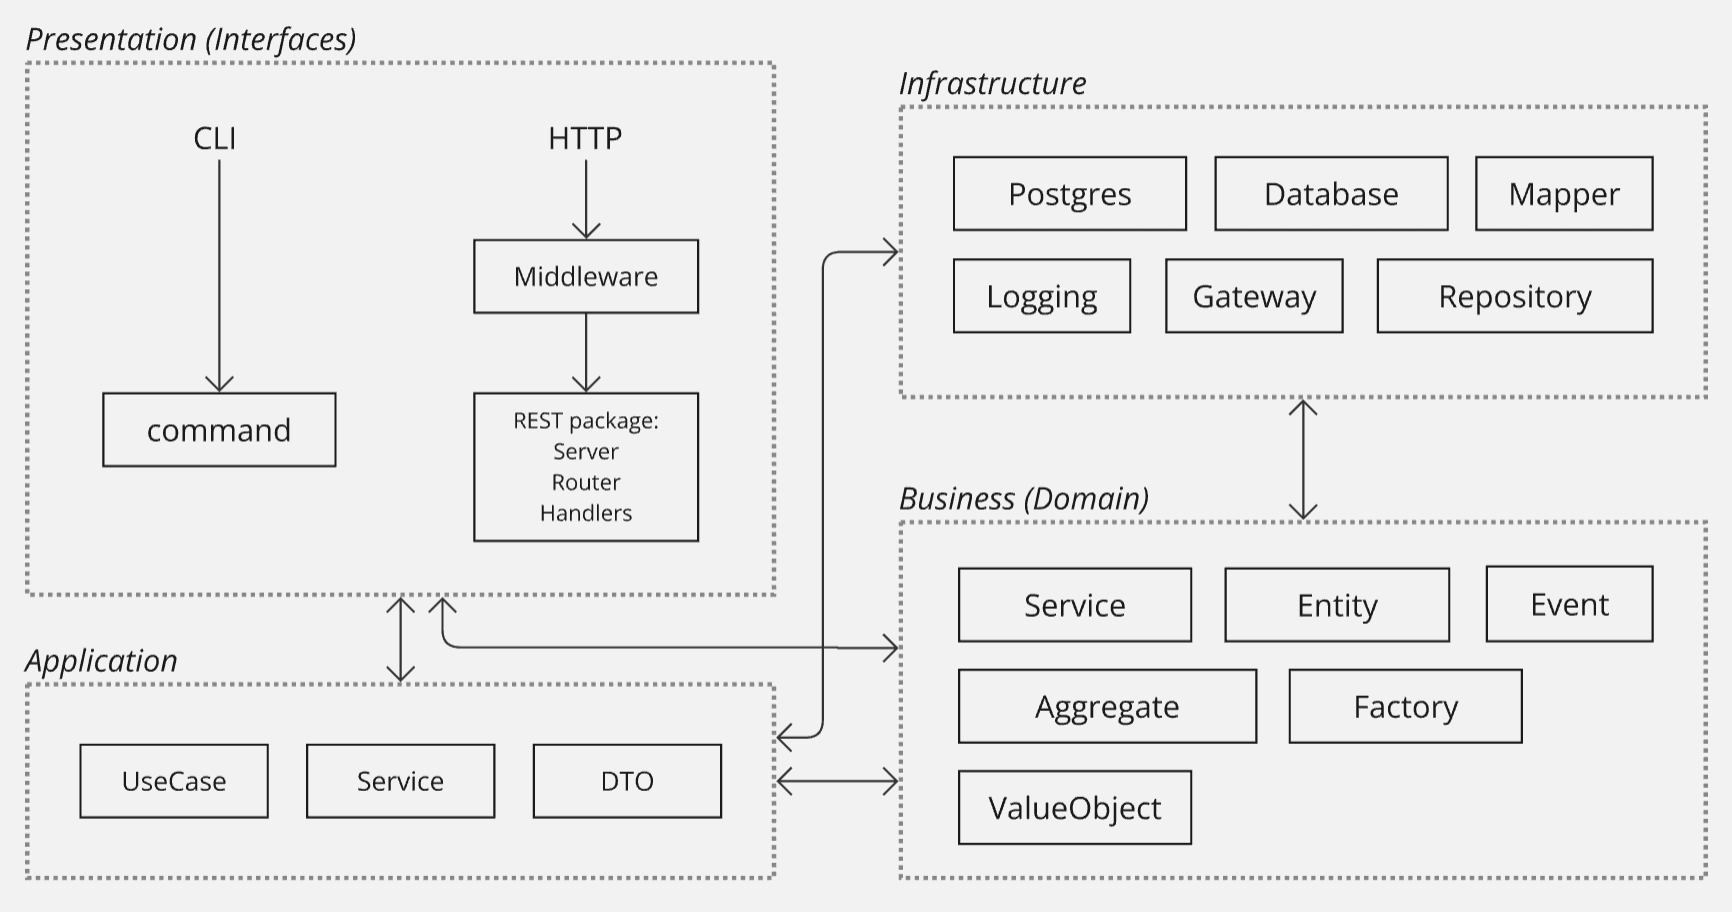 Presentation (Interfaces)
CLI
HTTP
Middleware
command
REST package:
Server
Router
Handlers
Application
UseCase
Service
DTO
Infrastructure
Postgres
Database
Mapper
Logging
Gateway
Repository
Business (Domain)
Service
Entity
Event
Aggregate
Factory
ValueObject